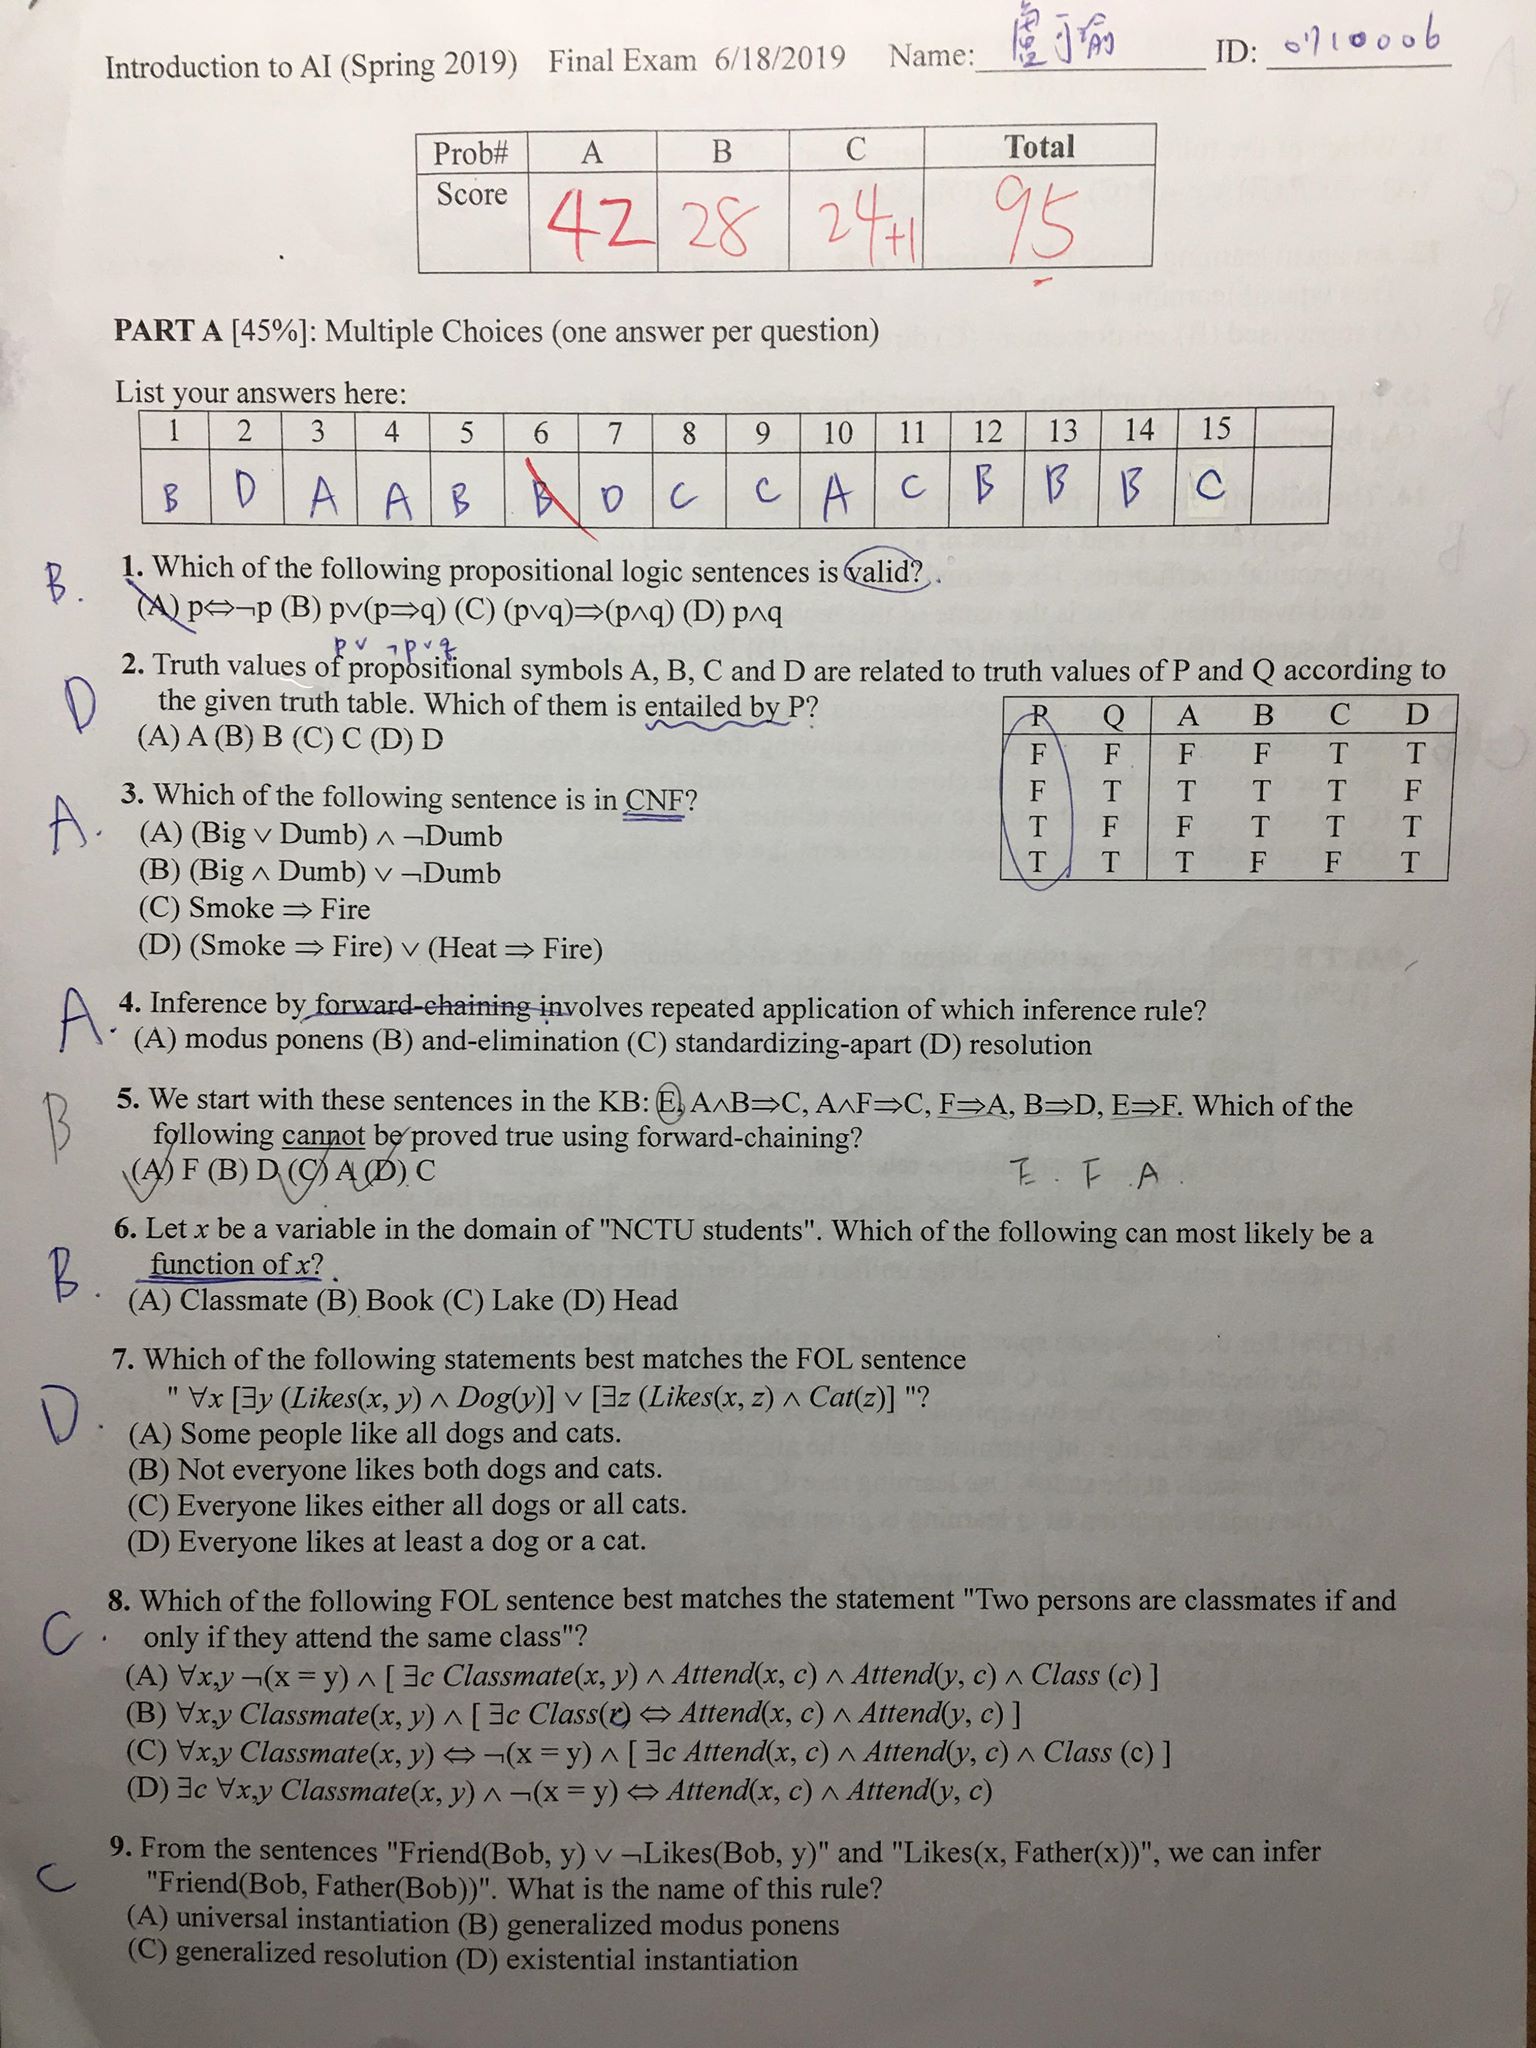 Introduction to AI (Spring 2019) Final Exam 6/18/2019 Name: ID: 0710006
Prob# A B C Total
Score 42 28 24+1 95
PART A [45%]: Multiple Choices (one answer per question)
List your answers here:
1 2 3 4 5 6 7 8 9 10 11 12 13 14 15
B D A A B B D C C A C B B B C
B. 1. Which of the following propositional logic sentences is valid?
(A) p⇔¬p (B) p∨(p⇒q) (C) (p∨q)⇒(p∧q) (D) p∧q
p ∨ ¬p ∨ q
2. Truth values of propositional symbols A, B, C and D are related to truth values of P and Q according to
D the given truth table. Which of them is entailed by P?
(A) A (B) B (C) C (D) D
P Q A B C D
F F F F T T
F T T T T F
T F F T T T
T T T F F T
3. Which of the following sentence is in CNF?
A. (A) (Big ∨ Dumb) ∧ ¬Dumb
(B) (Big ∧ Dumb) ∨ ¬Dumb
(C) Smoke ⇒ Fire
(D) (Smoke ⇒ Fire) ∨ (Heat ⇒ Fire)
A. 4. Inference by forward-chaining involves repeated application of which inference rule?
(A) modus ponens (B) and-elimination (C) standardizing-apart (D) resolution
B 5. We start with these sentences in the KB: E, A∧B⇒C, A∧F⇒C, F⇒A, B⇒D, E⇒F. Which of the
following cannot be proved true using forward-chaining?
(A) F (B) D (C) A (D) C E. F. A.
6. Let x be a variable in the domain of "NCTU students". Which of the following can most likely be a
B. function of x?
(A) Classmate (B) Book (C) Lake (D) Head
7. Which of the following statements best matches the FOL sentence
" ∀x [∃y (Likes(x, y) ∧ Dog(y)] ∨ [∃z (Likes(x, z) ∧ Cat(z)] "?
D. (A) Some people like all dogs and cats.
(B) Not everyone likes both dogs and cats.
(C) Everyone likes either all dogs or all cats.
(D) Everyone likes at least a dog or a cat.
8. Which of the following FOL sentence best matches the statement "Two persons are classmates if and
C. only if they attend the same class"?
(A) ∀x,y ¬(x = y) ∧ [ ∃c Classmate(x, y) ∧ Attend(x, c) ∧ Attend(y, c) ∧ Class (c) ]
(B) ∀x,y Classmate(x, y) ∧ [ ∃c Class(c) ⇔ Attend(x, c) ∧ Attend(y, c) ]
(C) ∀x,y Classmate(x, y) ⇔ ¬(x = y) ∧ [ ∃c Attend(x, c) ∧ Attend(y, c) ∧ Class (c) ]
(D) ∃c ∀x,y Classmate(x, y) ∧ ¬(x = y) ⇔ Attend(x, c) ∧ Attend(y, c)
9. From the sentences "Friend(Bob, y) ∨ ¬Likes(Bob, y)" and "Likes(x, Father(x))", we can infer
C "Friend(Bob, Father(Bob))". What is the name of this rule?
(A) universal instantiation (B) generalized modus ponens
(C) generalized resolution (D) existential instantiation